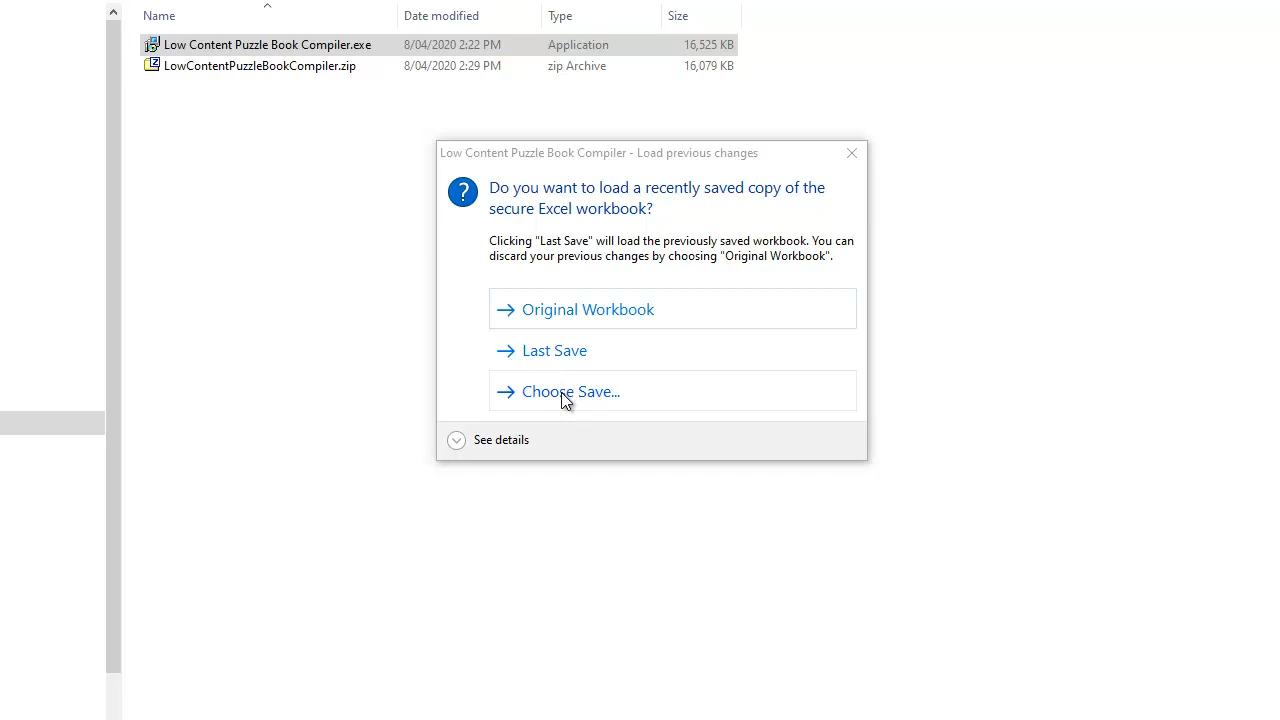 Name Date modified Type Size
Low Content Puzzle Book Compiler.exe 8/04/2020 2:22 PM Application 16,525 KB
LowContentPuzzleBookCompiler.zip 8/04/2020 2:29 PM zip Archive 16,079 KB
Low Content Puzzle Book Compiler - Load previous changes
Do you want to load a recently saved copy of the
secure Excel workbook?
Clicking "Last Save" will load the previously saved workbook. You can
discard your previous changes by choosing "Original Workbook".
Original Workbook
Last Save
Choose Save...
See details